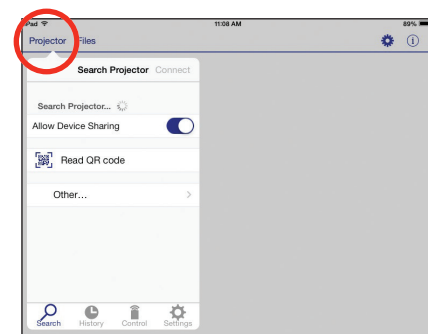 iPad 11:08 AM 89%
Projector Files
Search Projector Connect
Search Projector...
Allow Device Sharing
Read QR code
Other...
Search History Control Settings